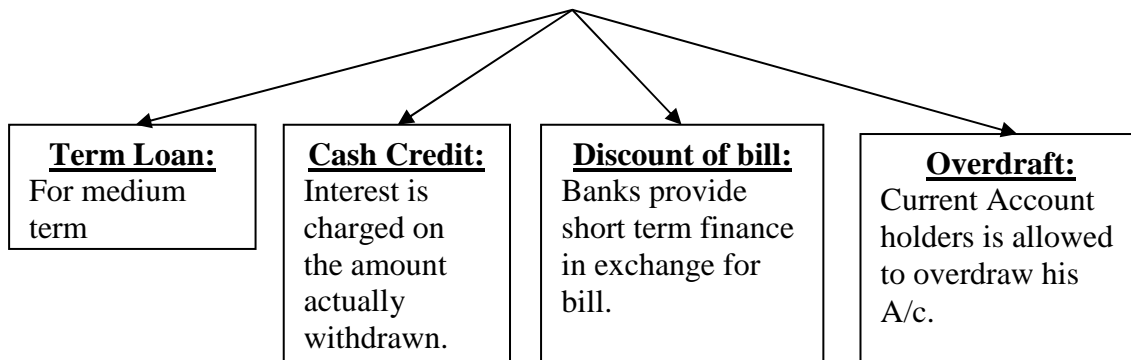 Term Loan:
For medium
term
Cash Credit:
Interest is
charged on
the amount
actually
withdrawn.
Discount of bill:
Banks provide
short term finance
in exchange for
bill.
Overdraft:
Current Account
holders is allowed
to overdraw his
A/c.